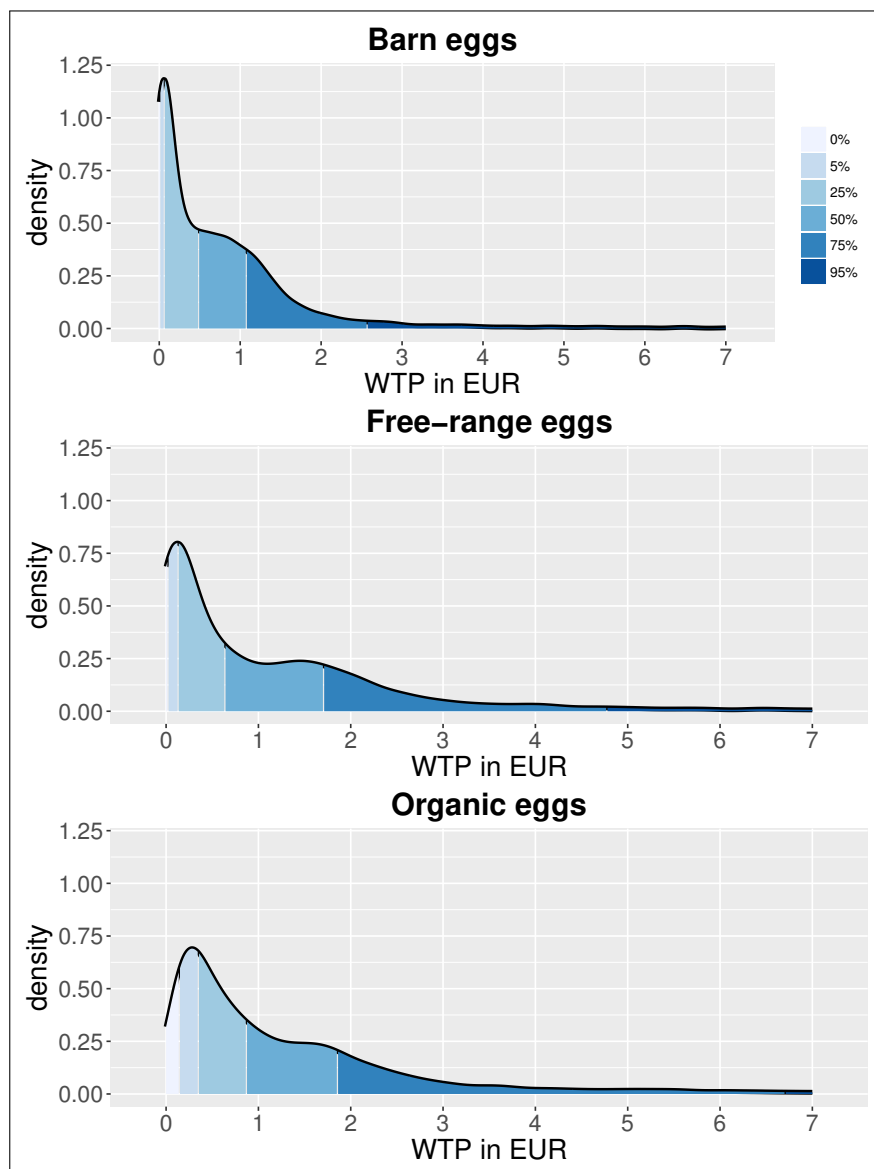 Barn eggs
1.25
1.00
0.75
0.50
0.25
0.00
density
0 1 2 3 4 5 6 7
WTP in EUR
0%
5%
25%
50%
75%
95%
Free−range eggs
1.25
1.00
0.75
0.50
0.25
0.00
density
0 1 2 3 4 5 6 7
WTP in EUR
Organic eggs
1.25
1.00
0.75
0.50
0.25
0.00
density
0 1 2 3 4 5 6 7
WTP in EUR